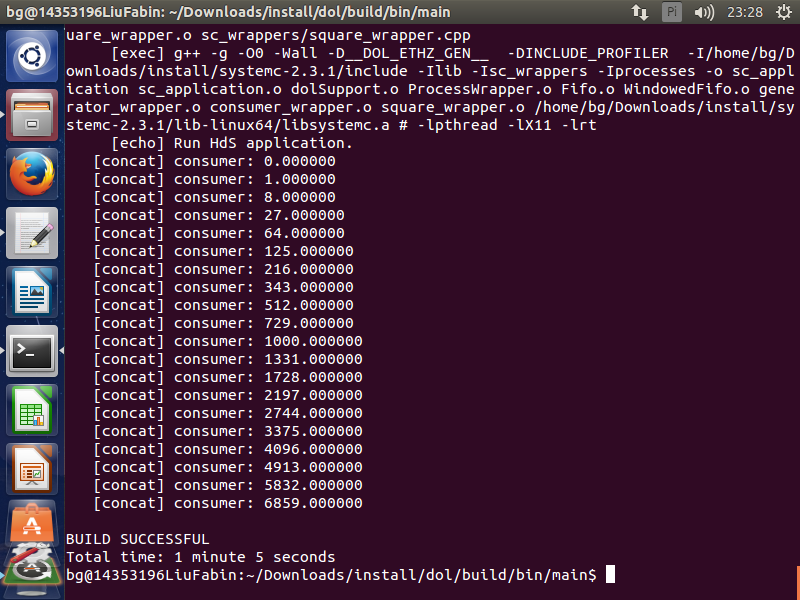 bg@14353196LiuFabin: ~/Downloads/install/dol/build/bin/main
Pi
23:28
uare_wrapper.o sc_wrappers/square_wrapper.cpp
[exec] g++ -g -O0 -Wall -D__DOL_ETHZ_GEN__  -DINCLUDE_PROFILER  -I/home/bg/D
ownloads/install/systemc-2.3.1/include -Ilib -Isc_wrappers -Iprocesses -o sc_appl
ication sc_application.o dolSupport.o ProcessWrapper.o Fifo.o WindowedFifo.o gene
rator_wrapper.o consumer_wrapper.o square_wrapper.o /home/bg/Downloads/install/sy
stemc-2.3.1/lib-linux64/libsystemc.a # -lpthread -lX11 -lrt
[echo] Run HdS application.
[concat] consumer: 0.000000
[concat] consumer: 1.000000
[concat] consumer: 8.000000
[concat] consumer: 27.000000
[concat] consumer: 64.000000
[concat] consumer: 125.000000
[concat] consumer: 216.000000
[concat] consumer: 343.000000
[concat] consumer: 512.000000
[concat] consumer: 729.000000
[concat] consumer: 1000.000000
[concat] consumer: 1331.000000
[concat] consumer: 1728.000000
[concat] consumer: 2197.000000
[concat] consumer: 2744.000000
[concat] consumer: 3375.000000
[concat] consumer: 4096.000000
[concat] consumer: 4913.000000
[concat] consumer: 5832.000000
[concat] consumer: 6859.000000
BUILD SUCCESSFUL
Total time: 1 minute 5 seconds
bg@14353196LiuFabin:~/Downloads/install/dol/build/bin/main$